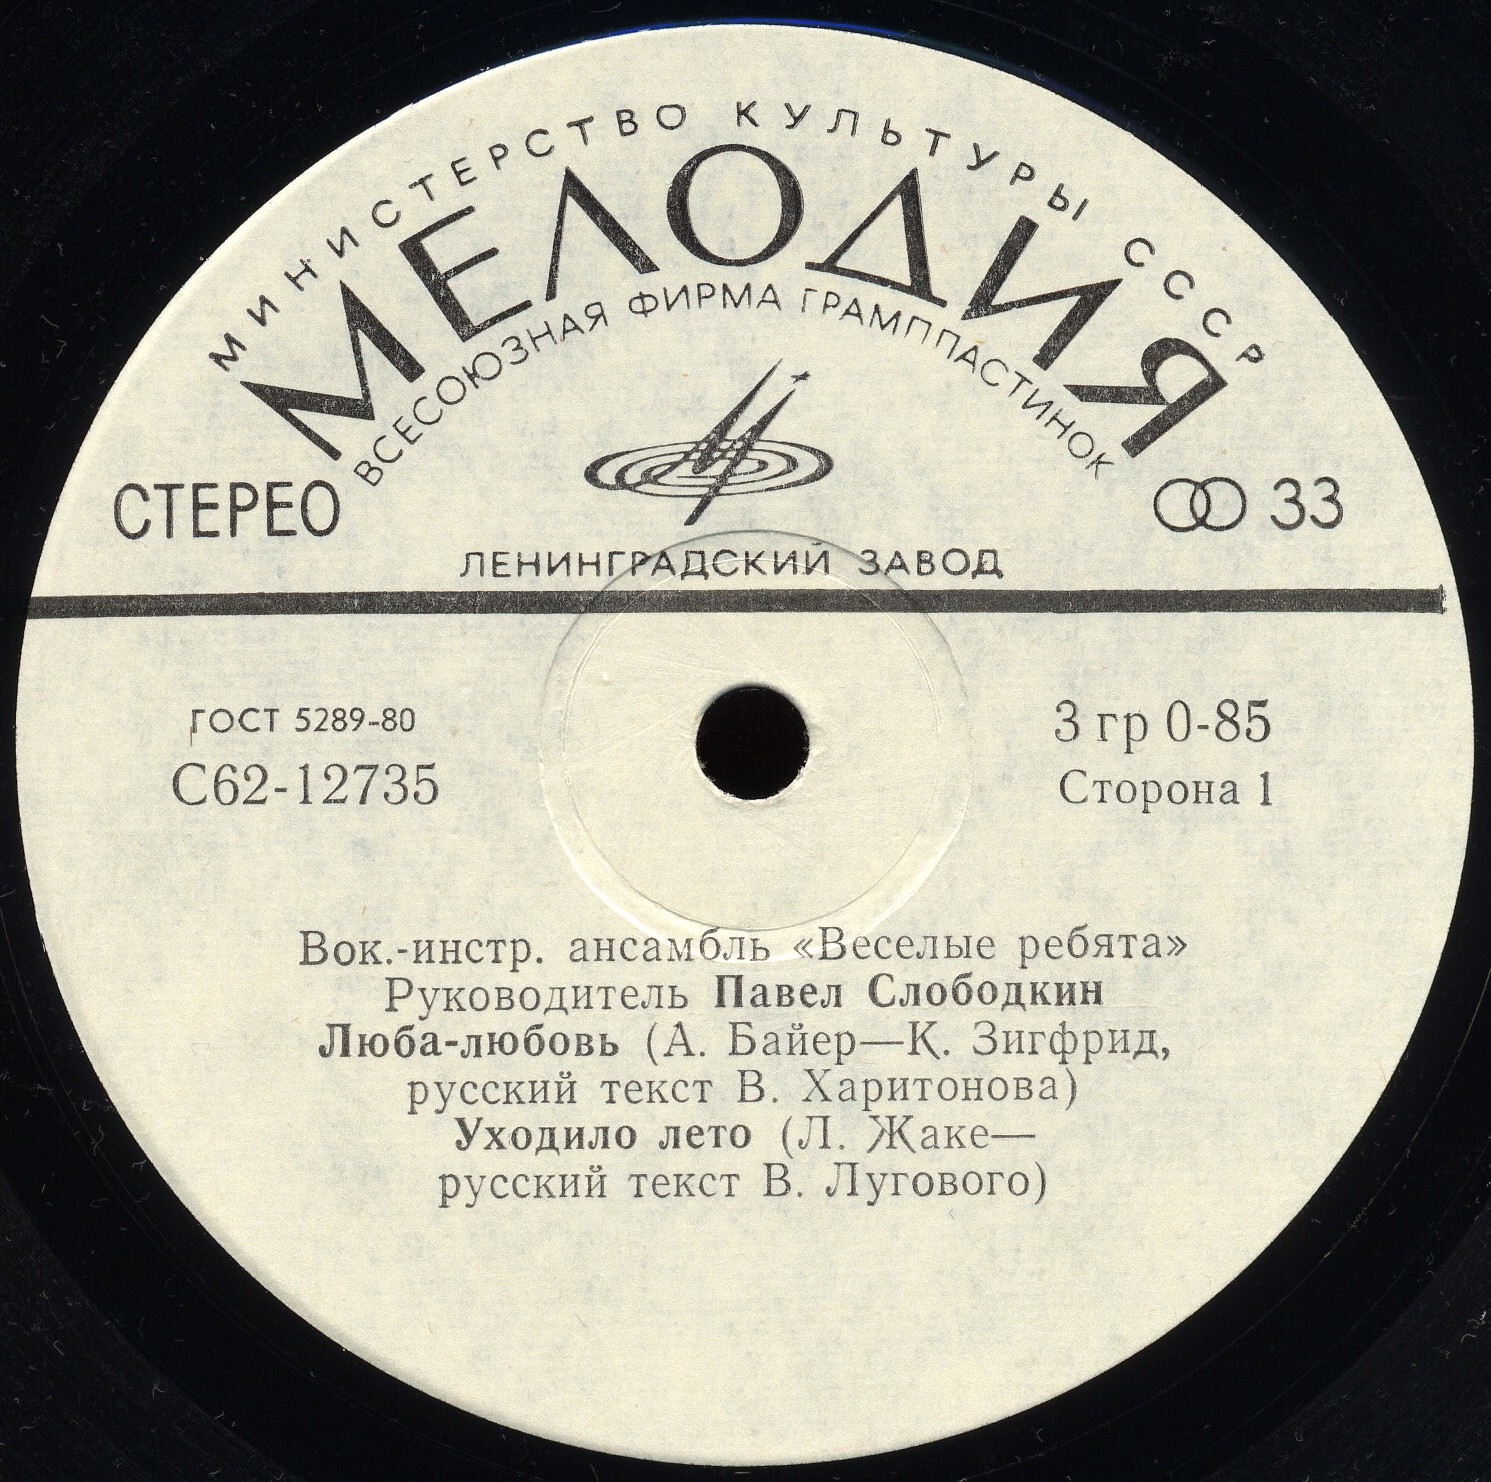 МИНИСТЕРСТВО КУЛЬТУРЫ СССР
МЕЛОДИЯ
ВСЕСОЮЗНАЯ ФИРМА ГРАМПЛАСТИНОК
СТЕРЕО
33
ЛЕНИНГРАДСКИЙ ЗАВОД
ГОСТ 5289-80
3 гр 0-85
С62-12735
Сторона 1
Вок.-инстр. ансамбль «Веселые ребята»
Руководитель Павел Слободкин
Люба-любовь (А. Байер—К. Зигфрид,
русский текст В. Харитонова)
Уходило лето (Л. Жаке—
русский текст В. Лугового)